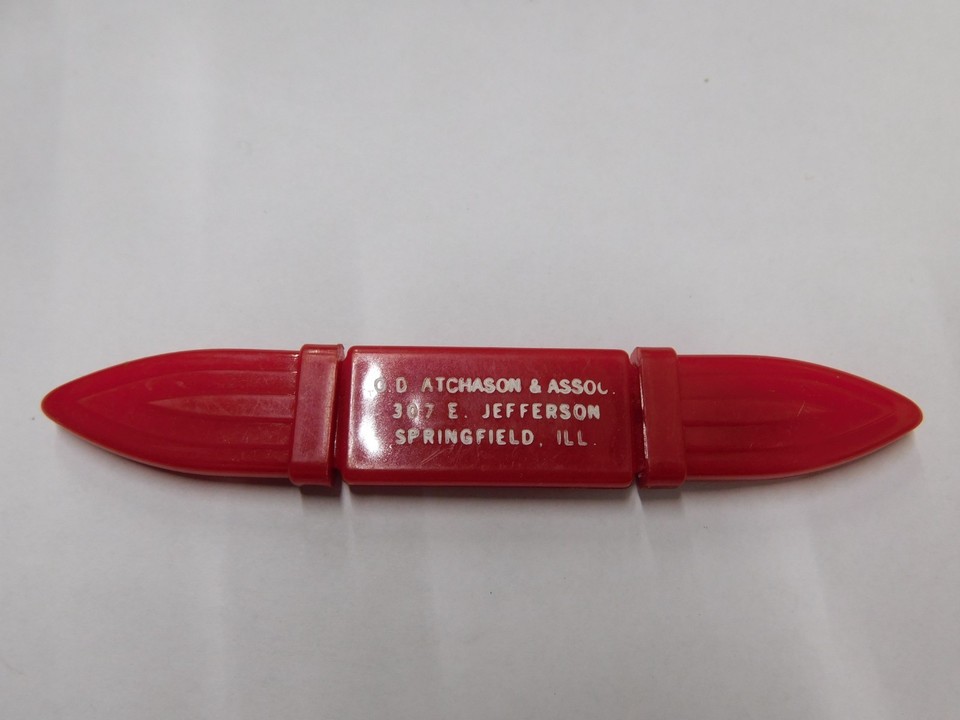 O.D. ATCHASON & ASSOC.
307 E. JEFFERSON
SPRINGFIELD, ILL.